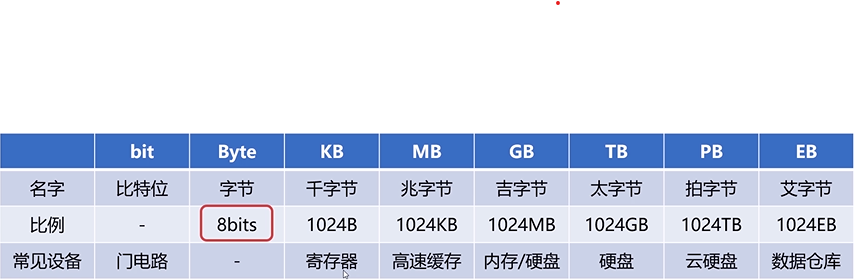 bit Byte KB MB GB TB PB EB
名字 比特位 字节 千字节 兆字节 吉字节 太字节 拍字节 艾字节
比例 - 8bits 1024B 1024KB 1024MB 1024GB 1024TB 1024EB
常见设备 门电路 - 寄存器 高速缓存 内存/硬盘 硬盘 云硬盘 数据仓库